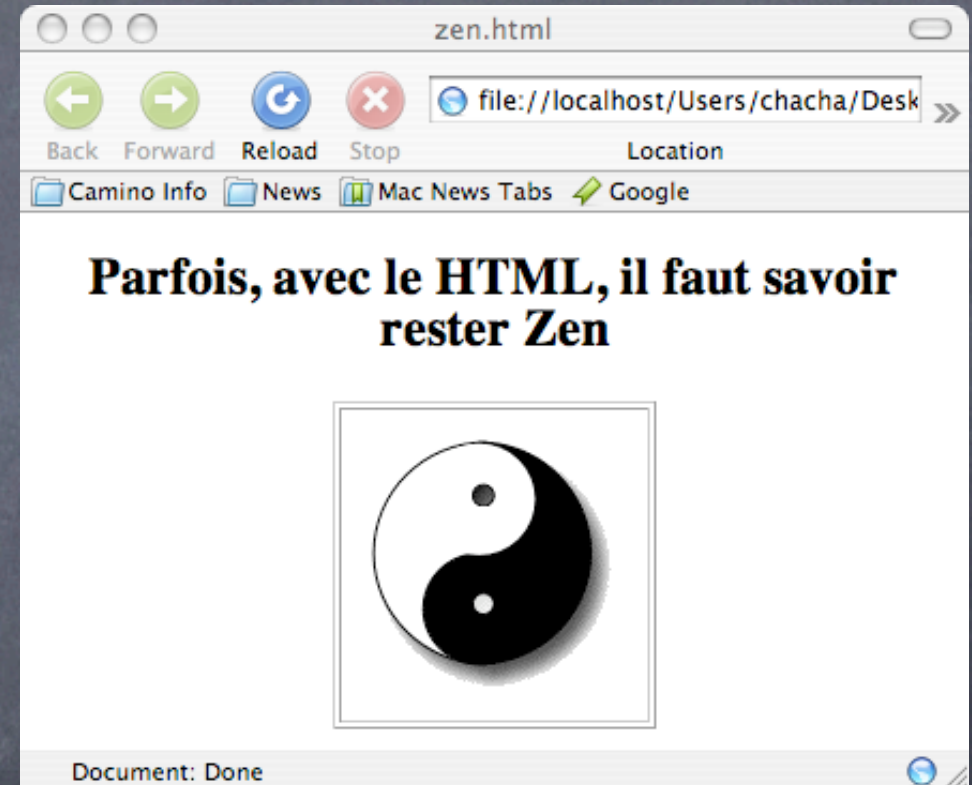 zen.html
file://localhost/Users/chacha/Desk
Back Forward Reload Stop Location
Camino Info News Mac News Tabs Google
Parfois, avec le HTML, il faut savoir
rester Zen
Document: Done